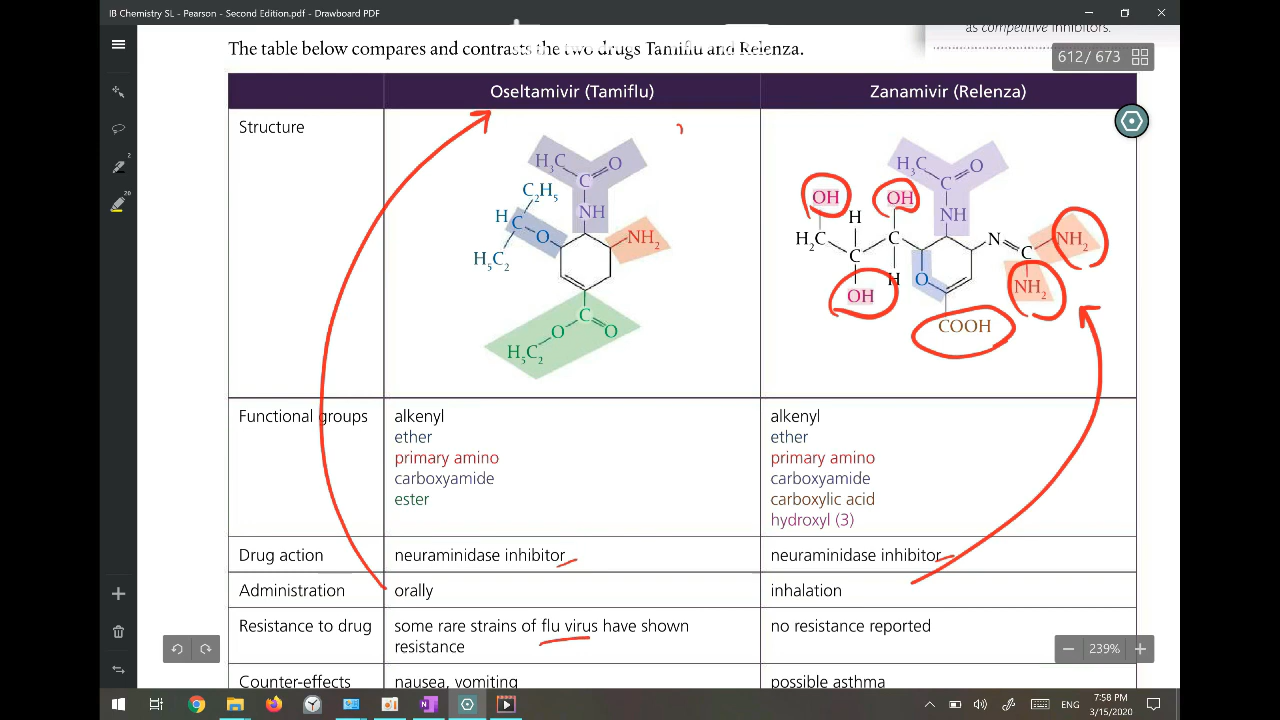 IB Chemistry SL - Pearson - Second Edition.pdf - Drawboard PDF
as competitive inhibitors.
The table below compares and contrasts the two drugs Tamiflu and Relenza.
612 / 673
Oseltamivir (Tamiflu) Zanamivir (Relenza)
Structure
H3C O
C
C2H5
NH
H C O
NH2
H5C2
C
O O
H5C2
H3C O
C
OH H OH NH
H2C C N C NH2
C H O NH2
OH
COOH
Functional groups alkenyl alkenyl
ether ether
primary amino primary amino
carboxyamide carboxyamide
ester carboxylic acid
hydroxyl (3)
Drug action neuraminidase inhibitor neuraminidase inhibitor
Administration orally inhalation
Resistance to drug some rare strains of flu virus have shown no resistance reported
resistance
239%
Counter-effects nausea, vomiting possible asthma
2
20
ENG
7:58 PM
3/15/2020